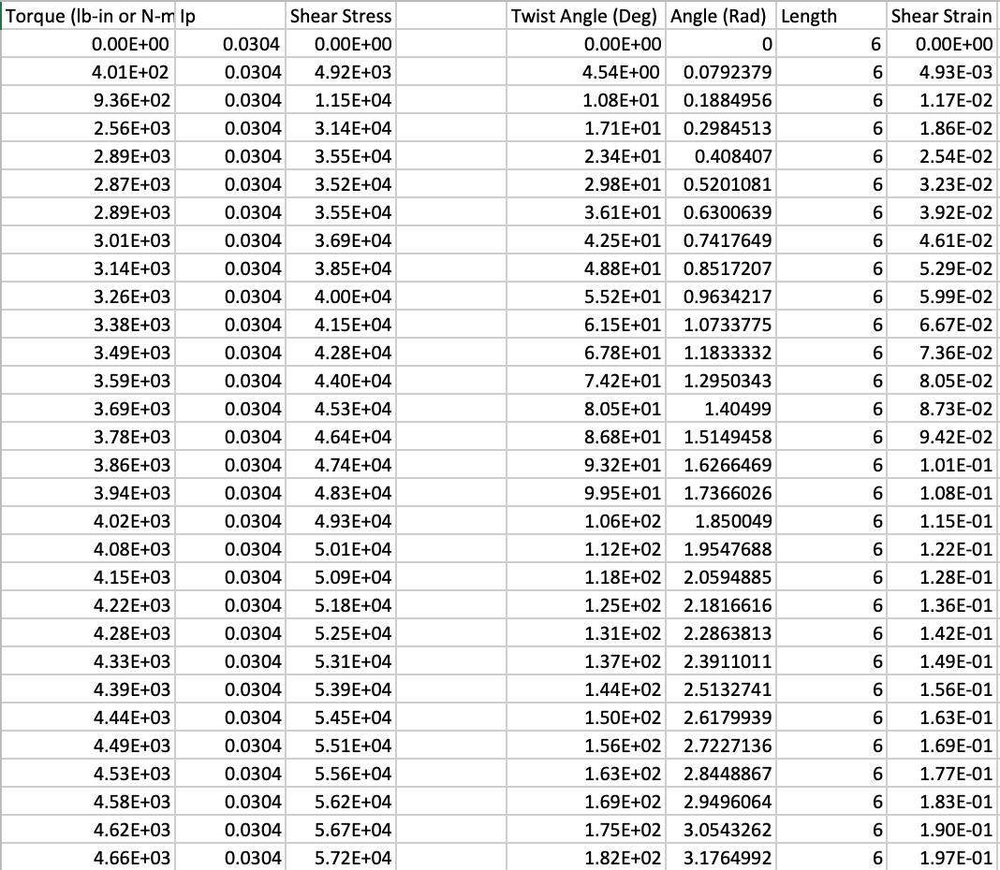 Torque (lb-in or N-m Ip Shear Stress Twist Angle (Deg) Angle (Rad) Length Shear Strain
0.00E+00 0.0304 0.00E+00 0.00E+00 0 6 0.00E+00
4.01E+02 0.0304 4.92E+03 4.54E+00 0.0792379 6 4.93E-03
9.36E+02 0.0304 1.15E+04 1.08E+01 0.1884956 6 1.17E-02
2.56E+03 0.0304 3.14E+04 1.71E+01 0.2984513 6 1.86E-02
2.89E+03 0.0304 3.55E+04 2.34E+01 0.408407 6 2.54E-02
2.87E+03 0.0304 3.52E+04 2.98E+01 0.5201081 6 3.23E-02
2.89E+03 0.0304 3.55E+04 3.61E+01 0.6300639 6 3.92E-02
3.01E+03 0.0304 3.69E+04 4.25E+01 0.7417649 6 4.61E-02
3.14E+03 0.0304 3.85E+04 4.88E+01 0.8517207 6 5.29E-02
3.26E+03 0.0304 4.00E+04 5.52E+01 0.9634217 6 5.99E-02
3.38E+03 0.0304 4.15E+04 6.15E+01 1.0733775 6 6.67E-02
3.49E+03 0.0304 4.28E+04 6.78E+01 1.1833332 6 7.36E-02
3.59E+03 0.0304 4.40E+04 7.42E+01 1.2950343 6 8.05E-02
3.69E+03 0.0304 4.53E+04 8.05E+01 1.40499 6 8.73E-02
3.78E+03 0.0304 4.64E+04 8.68E+01 1.5149458 6 9.42E-02
3.86E+03 0.0304 4.74E+04 9.32E+01 1.6266469 6 1.01E-01
3.94E+03 0.0304 4.83E+04 9.95E+01 1.7366026 6 1.08E-01
4.02E+03 0.0304 4.93E+04 1.06E+02 1.850049 6 1.15E-01
4.08E+03 0.0304 5.01E+04 1.12E+02 1.9547688 6 1.22E-01
4.15E+03 0.0304 5.09E+04 1.18E+02 2.0594885 6 1.28E-01
4.22E+03 0.0304 5.18E+04 1.25E+02 2.1816616 6 1.36E-01
4.28E+03 0.0304 5.25E+04 1.31E+02 2.2863813 6 1.42E-01
4.33E+03 0.0304 5.31E+04 1.37E+02 2.3911011 6 1.49E-01
4.39E+03 0.0304 5.39E+04 1.44E+02 2.5132741 6 1.56E-01
4.44E+03 0.0304 5.45E+04 1.50E+02 2.6179939 6 1.63E-01
4.49E+03 0.0304 5.51E+04 1.56E+02 2.7227136 6 1.69E-01
4.53E+03 0.0304 5.56E+04 1.63E+02 2.8448867 6 1.77E-01
4.58E+03 0.0304 5.62E+04 1.69E+02 2.9496064 6 1.83E-01
4.62E+03 0.0304 5.67E+04 1.75E+02 3.0543262 6 1.90E-01
4.66E+03 0.0304 5.72E+04 1.82E+02 3.1764992 6 1.97E-01